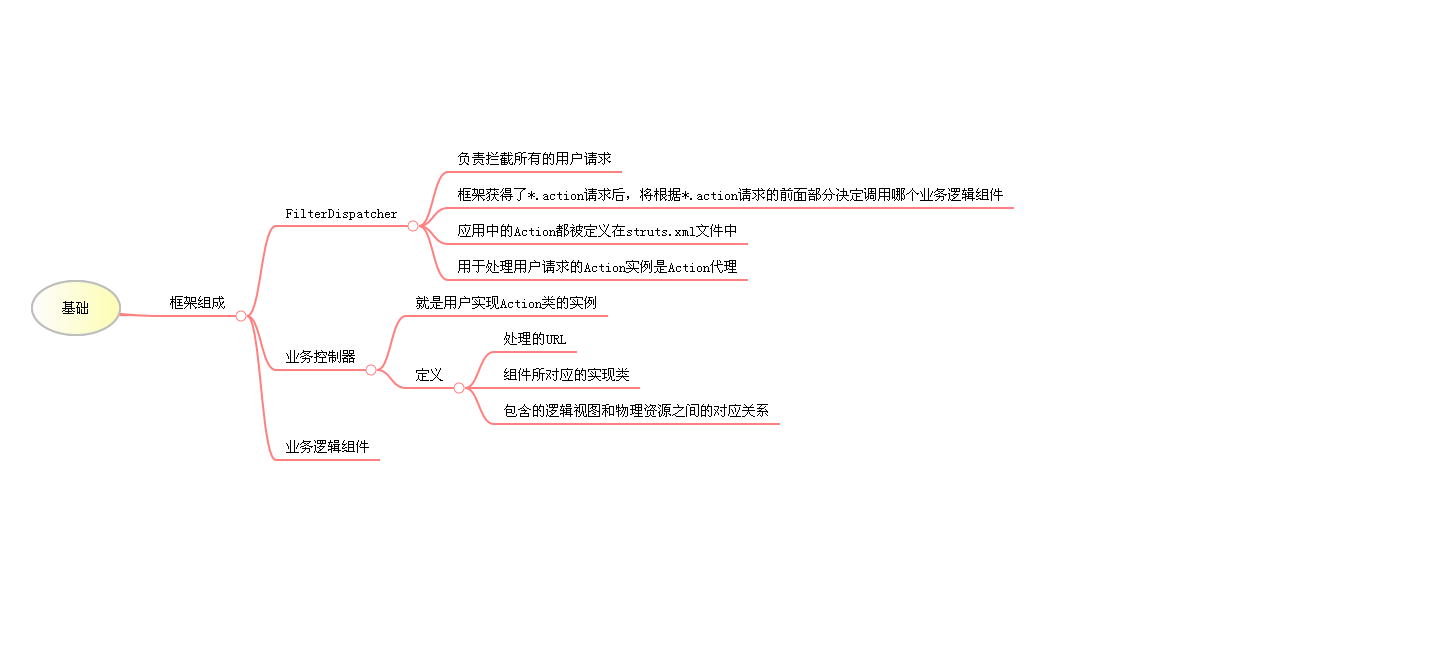 基础
框架组成
FilterDispatcher
负责拦截所有的用户请求
框架获得了*.action请求后，将根据*.action请求的前面部分决定调用哪个业务逻辑组件
应用中的Action都被定义在struts.xml文件中
用于处理用户请求的Action实例是Action代理
业务控制器
就是用户实现Action类的实例
定义
处理的URL
组件所对应的实现类
包含的逻辑视图和物理资源之间的对应关系
业务逻辑组件